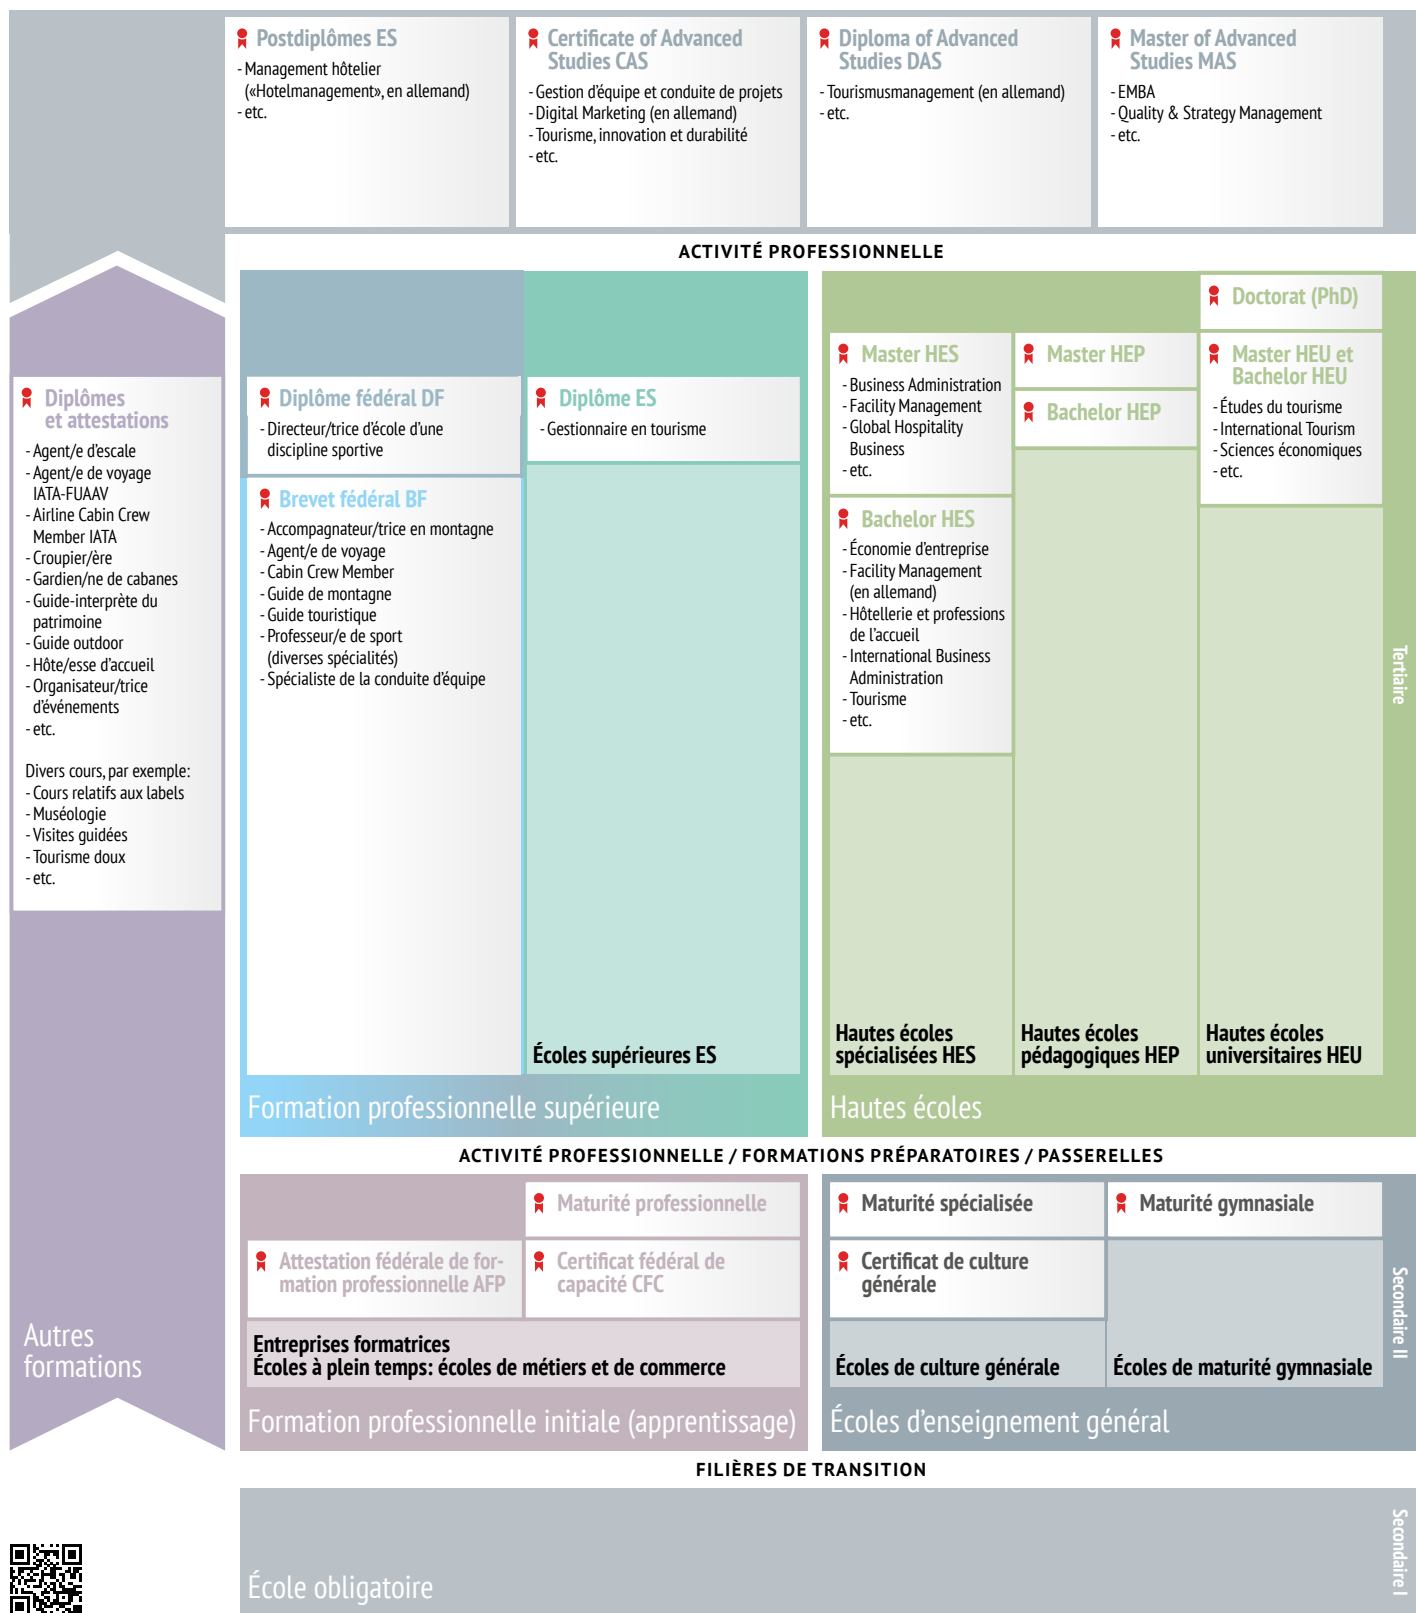 Postdiplômes ES
- Management hôtelier
(«Hotelmanagement», en allemand)
- etc.
Certificate of Advanced
Studies CAS
- Gestion d'équipe et conduite de projets
- Digital Marketing (en allemand)
- Tourisme, innovation et durabilité
- etc.
Diploma of Advanced
Studies DAS
- Tourismusmanagement (en allemand)
- etc.
Master of Advanced
Studies MAS
- EMBA
- Quality & Strategy Management
- etc.
ACTIVITÉ PROFESSIONNELLE
Diplômes
et attestations
- Agent/e d'escale
- Agent/e de voyage
IATA-FUAAV
- Airline Cabin Crew
Member IATA
- Croupier/ère
- Gardien/ne de cabanes
- Guide-interprète du
patrimoine
- Guide outdoor
- Hôte/esse d'accueil
- Organisateur/trice
d'événements
- etc.
Divers cours, par exemple:
- Cours relatifs aux labels
- Muséologie
- Visites guidées
- Tourisme doux
- etc.
Autres
formations
Diplôme fédéral DF
- Directeur/trice d'école d'une
discipline sportive
Brevet fédéral BF
- Accompagnateur/trice en montagne
- Agent/e de voyage
- Cabin Crew Member
- Guide de montagne
- Guide touristique
- Professeur/e de sport
(diverses spécialités)
- Spécialiste de la conduite d'équipe
Diplôme ES
- Gestionnaire en tourisme
Écoles supérieures ES
Formation professionnelle supérieure
Master HES
- Business Administration
- Facility Management
- Global Hospitality
Business
- etc.
Bachelor HES
- Économie d'entreprise
- Facility Management
(en allemand)
- Hôtellerie et professions
de l'accueil
- International Business
Administration
- Tourisme
- etc.
Hautes écoles
spécialisées HES
Master HEP
Bachelor HEP
Hautes écoles
pédagogiques HEP
Doctorat (PhD)
Master HEU et
Bachelor HEU
- Études du tourisme
- International Tourism
- Sciences économiques
- etc.
Hautes écoles
universitaires HEU
Hautes écoles
Tertiaire
ACTIVITÉ PROFESSIONNELLE / FORMATIONS PRÉPARATOIRES / PASSERELLES
Attestation fédérale de for-
mation professionnelle AFP
Maturité professionnelle
Certificat fédéral de
capacité CFC
Entreprises formatrices
Écoles à plein temps: écoles de métiers et de commerce
Formation professionnelle initiale (apprentissage)
Maturité spécialisée
Certificat de culture
générale
Écoles de culture générale
Maturité gymnasiale
Écoles de maturité gymnasiale
Écoles d'enseignement général
Secondaire II
FILIÈRES DE TRANSITION
École obligatoire
Secondaire I